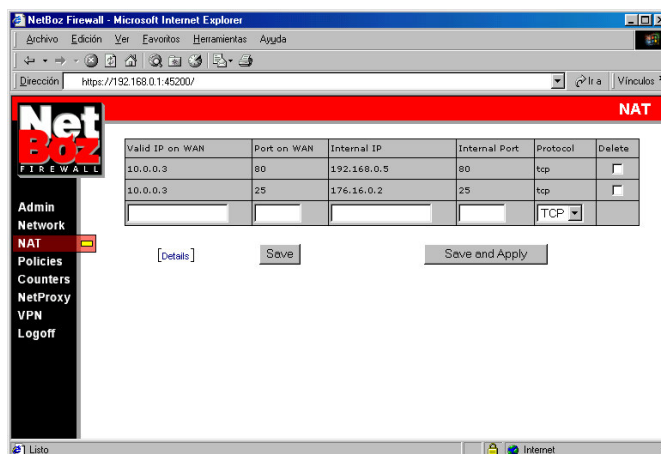 NetBoz Firewall - Microsoft Internet Explorer
Archivo Edición Ver Favoritos Herramientas Ayuda
Dirección https://192.168.0.1:45200/ Ir a Vínculos
NAT
Net
Boz
FIREWALL
Valid IP on WAN Port on WAN Internal IP Internal Port Protocol Delete
10.0.0.3 80 192.168.0.5 80 tcp
10.0.0.3 25 176.16.0.2 25 tcp
TCP
[Details] Save Save and Apply
Admin
Network
NAT
Policies
Counters
NetProxy
VPN
Logoff
Listo Internet